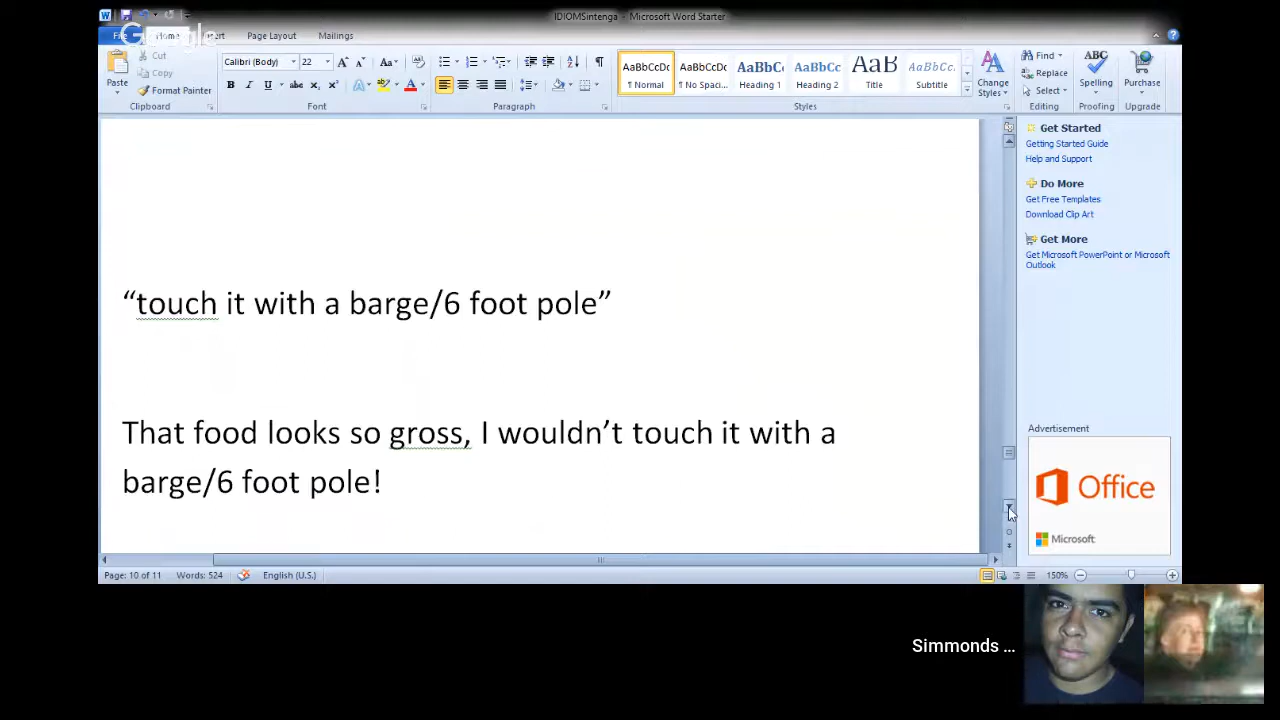 IDIOMSintenga - Microsoft Word Starter
Google
File Home Insert Page Layout Mailings
Paste
Cut
Copy
Format Painter
Clipboard
Calibri (Body) 22
Font
Paragraph
AaBbCcDc AaBbCcDc AaBbC AaBbCc AaB AaBbCc.
¶ Normal ¶ No Spaci... Heading 1 Heading 2 Title Subtitle
Change Styles
Styles
Find
Replace
Select
Editing
Spelling
Proofing
Purchase
Upgrade
“touch it with a barge/6 foot pole”
That food looks so gross, I wouldn’t touch it with a
barge/6 foot pole!
Get Started
Getting Started Guide
Help and Support
Do More
Get Free Templates
Download Clip Art
Get More
Get Microsoft PowerPoint or Microsoft
Outlook
Advertisement
Office
Microsoft
Page: 10 of 11 Words: 524 English (U.S.) 150%
Simmonds ...